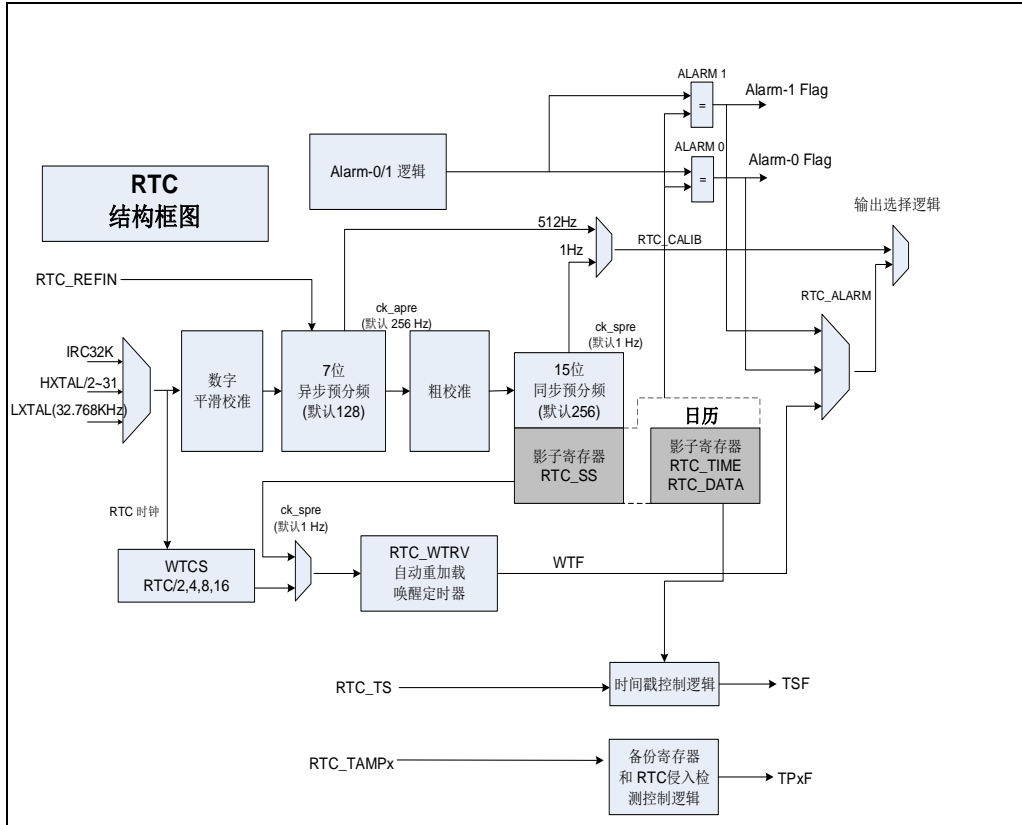 ALARM 1
Alarm-1 Flag
=
ALARM 0
Alarm-0 Flag
=
Alarm-0/1 逻辑
RTC
结构框图
输出选择逻辑
512Hz
1Hz
RTC_CALIB
RTC_REFIN
RTC_ALARM
ck_apre
(默认 256 Hz)
ck_spre
(默认1 Hz)
IRC32K
HXTAL/2~31
LXTAL(32.768KHz)
数字
平滑校准
7位
异步预分频
(默认128)
粗校准
15位
同步预分频
(默认256)
日历
影子寄存器
RTC_SS
影子寄存器
RTC_TIME
RTC_DATA
RTC 时钟
ck_spre
(默认1 Hz)
WTCS
RTC/2,4,8,16
RTC_WTRV
自动重加载
唤醒定时器
WTF
RTC_TS
时间戳控制逻辑
TSF
RTC_TAMPx
备份寄存器
和 RTC侵入检
测控制逻辑
TPxF